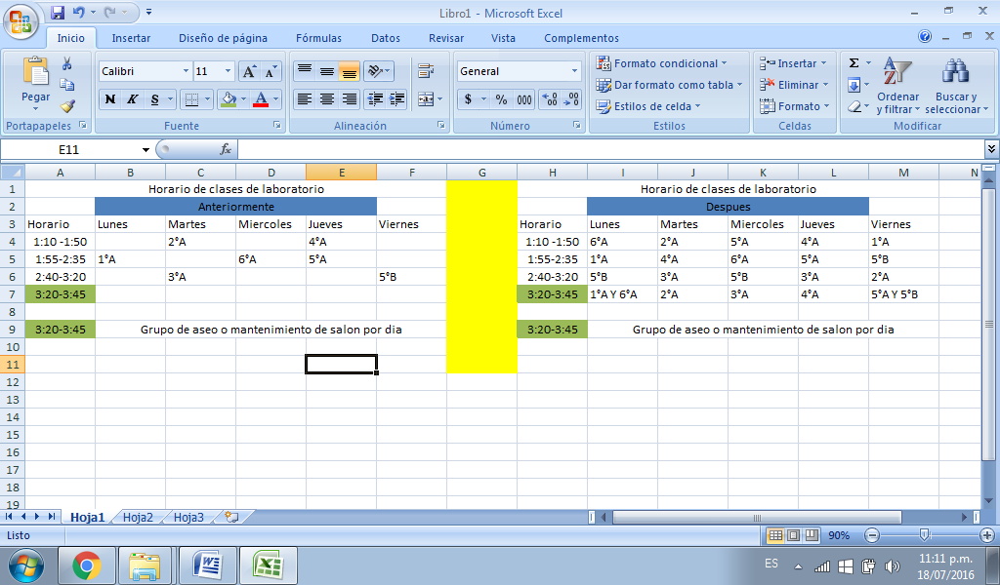 Libro1 - Microsoft Excel
Inicio Insertar Diseño de página Fórmulas Datos Revisar Vista Complementos
Pegar
Portapapeles
Calibri 11
N K S
Fuente
Alineación
General
$ % 000
Número
Formato condicional
Dar formato como tabla
Estilos de celda
Estilos
Insertar
Eliminar
Formato
Celdas
Σ
Ordenar y filtrar
Buscar y seleccionar
Modificar
E11 fx
A B C D E F G H I J K L M N
1 Horario de clases de laboratorio Horario de clases de laboratorio
2 Anteriormente Despues
3 Horario Lunes Martes Miercoles Jueves Viernes Horario Lunes Martes Miercoles Jueves Viernes
4 1:10 -1:50 2°A 4°A 1:10 -1:50 6°A 2°A 5°A 4°A 1°A
5 1:55-2:35 1°A 6°A 5°A 1:55-2:35 1°A 4°A 6°A 5°A 5°B
6 2:40-3:20 3°A 5°B 2:40-3:20 5°B 3°A 5°B 3°A 2°A
7 3:20-3:45 3:20-3:45 1°A Y 6°A 2°A 3°A 4°A 5°A Y 5°B
8
9 3:20-3:45 Grupo de aseo o mantenimiento de salon por dia 3:20-3:45 Grupo de aseo o mantenimiento de salon por dia
10
11
12
13
14
15
16
17
18
19
Hoja1 Hoja2 Hoja3
Listo 90%
ES 11:11 p.m.
18/07/2016